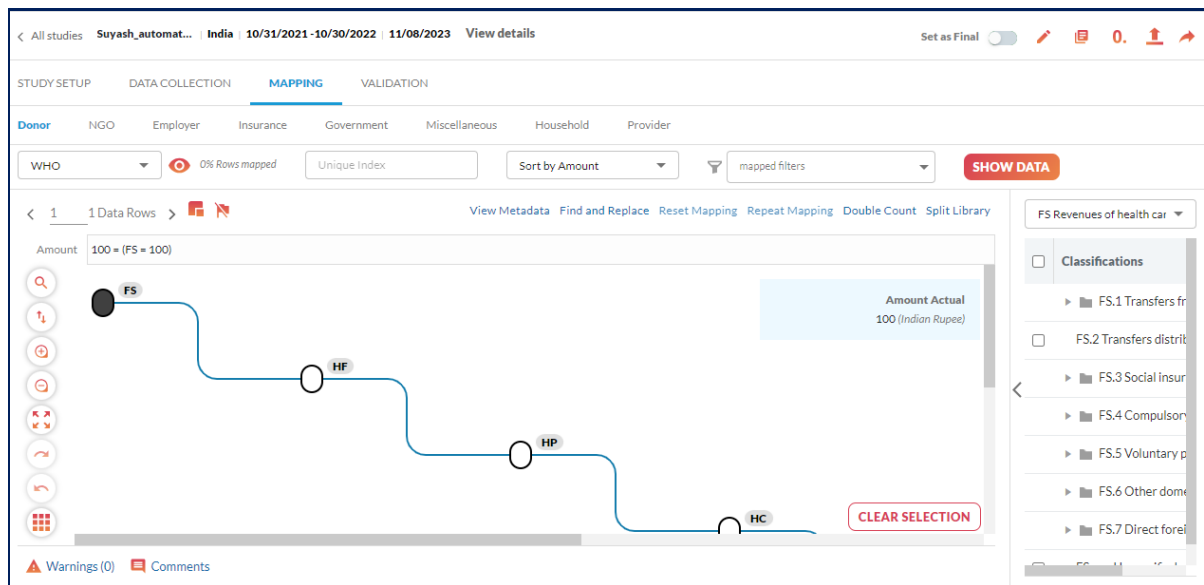 All studies Suyash_automat... | India | 10/31/2021 -10/30/2022 | 11/08/2023 View details Set as Final 0.
STUDY SETUP DATA COLLECTION MAPPING VALIDATION
Donor NGO Employer Insurance Government Miscellaneous Household Provider
WHO 0% Rows mapped Unique Index Sort by Amount mapped filters SHOW DATA
1 1 Data Rows View Metadata Find and Replace Reset Mapping Repeat Mapping Double Count Split Library
FS Revenues of health car
Amount 100 = (FS = 100)
Classifications
FS
Amount Actual
100 (Indian Rupee)
FS.1 Transfers fr
FS.2 Transfers distrib
HF
FS.3 Social insur
FS.4 Compulsory
HP
FS.5 Voluntary p
FS.6 Other dome
HC
CLEAR SELECTION
FS.7 Direct forei
Warnings (0) Comments